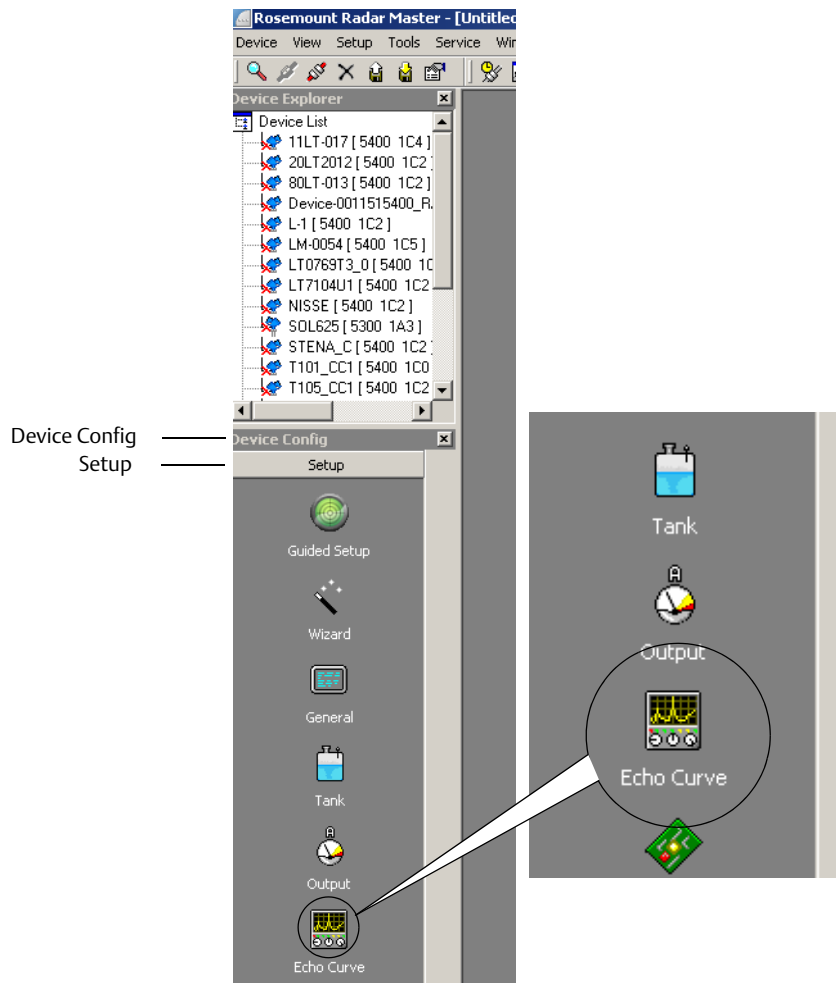 Rosemount Radar Master - [Untitled
Device View Setup Tools Service Win
Device Explorer
Device List
11LT-017 [ 5400 1C4 ]
20LT2012 [ 5400 1C2 ]
80LT-013 [ 5400 1C2 ]
Device-0011515400_R.
L-1 [ 5400 1C2 ]
LM-0054 [ 5400 1C5 ]
LT0769T3_0 [ 5400 1C
LT7104U1 [ 5400 1C2
NISSE [ 5400 1C2 ]
SOL625 [ 5300 1A3 ]
STENA_C [ 5400 1C2 ]
T101_CC1 [ 5400 1C0
T105_CC1 [ 5400 1C2
Device Config
Device Config
Setup
Setup
Guided Setup
Wizard
General
Tank
Output
Echo Curve
Tank
Output
Echo Curve